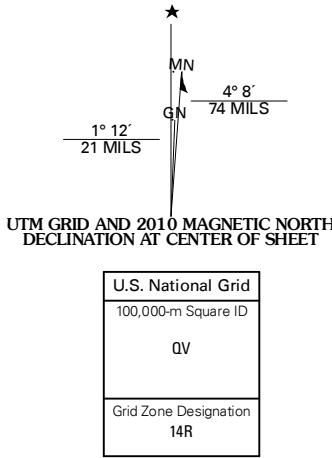 MN
4° 8´
74 MILS
GN
1° 12´
21 MILS
UTM GRID AND 2010 MAGNETIC NORTH
DECLINATION AT CENTER OF SHEET
U.S. National Grid
100,000-m Square ID
QV
Grid Zone Designation
14R